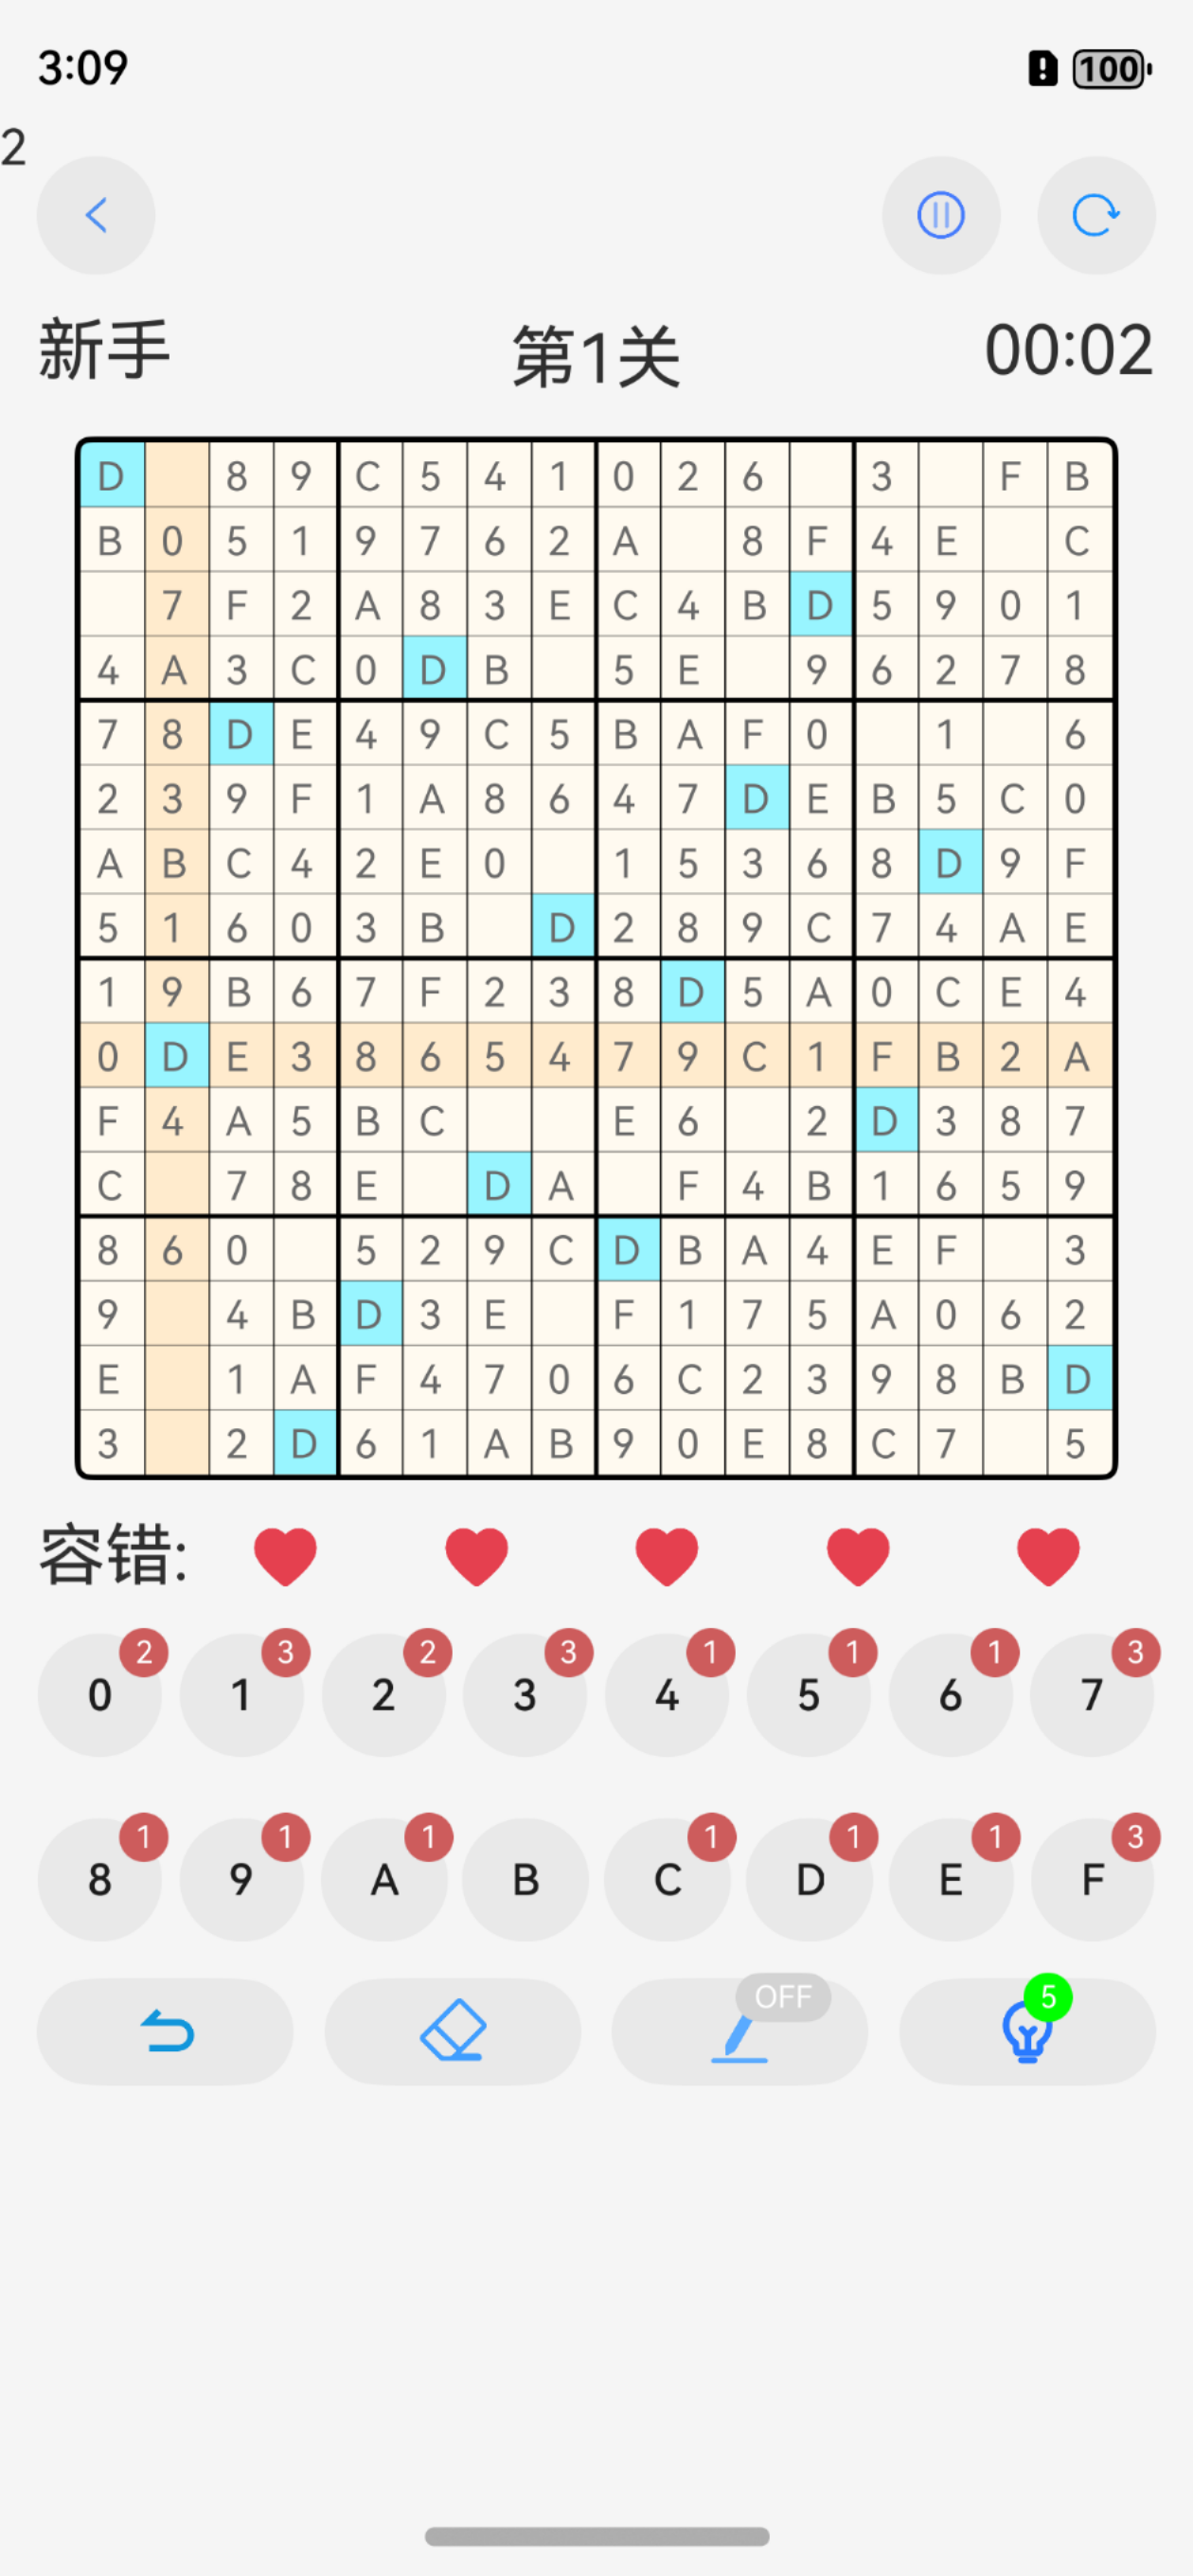 3:09 100
2
新手 第1关 00:02
D 8 9 C 5 4 1 0 2 6 3 F B
B 0 5 1 9 7 6 2 A 8 F 4 E C
7 F 2 A 8 3 E C 4 B D 5 9 0 1
4 A 3 C 0 D B 5 E 9 6 2 7 8
7 8 D E 4 9 C 5 B A F 0 1 6
2 3 9 F 1 A 8 6 4 7 D E B 5 C 0
A B C 4 2 E 0 1 5 3 6 8 D 9 F
5 1 6 0 3 B D 2 8 9 C 7 4 A E
1 9 B 6 7 F 2 3 8 D 5 A 0 C E 4
0 D E 3 8 6 5 4 7 9 C 1 F B 2 A
F 4 A 5 B C E 6 2 D 3 8 7
C 7 8 E D A F 4 B 1 6 5 9
8 6 0 5 2 9 C D B A 4 E F 3
9 4 B D 3 E F 1 7 5 A 0 6 2
E 1 A F 4 7 0 6 C 2 3 9 8 B D
3 2 D 6 1 A B 9 0 E 8 C 7 5
容错:
2 3 2 3 1 1 1 3
0 1 2 3 4 5 6 7
1 1 1 1 1 1 3
8 9 A B C D E F
OFF 5